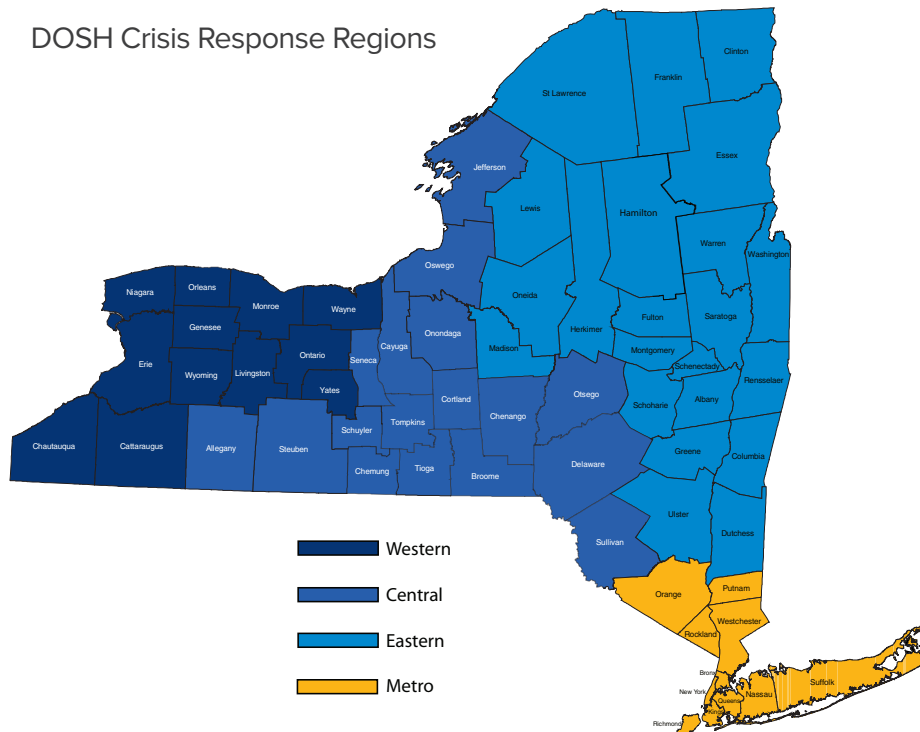 DOSH Crisis Response Regions
Clinton
Franklin
St Lawrence
Essex
Jefferson
Lewis
Hamilton
Warren
Washington
Oswego
Niagara
Orleans
Monroe
Wayne
Oneida
Fulton
Saratoga
Genesee
Onondaga
Herkimer
Cayuga
Madison
Montgomery
Ontario
Seneca
Erie
Wyoming
Livingston
Schenectady
Rensselaer
Yates
Otsego
Cortland
Albany
Schoharie
Chenango
Tompkins
Schuyler
Chautauqua
Cattaraugus
Allegany
Steuben
Greene
Columbia
Delaware
Chemung
Tioga
Broome
Ulster
Dutchess
Sullivan
Western
Central
Eastern
Metro
Putnam
Orange
Westchester
Rockland
Bronx
New York
Suffolk
Nassau
Queens
Kings
Richmond